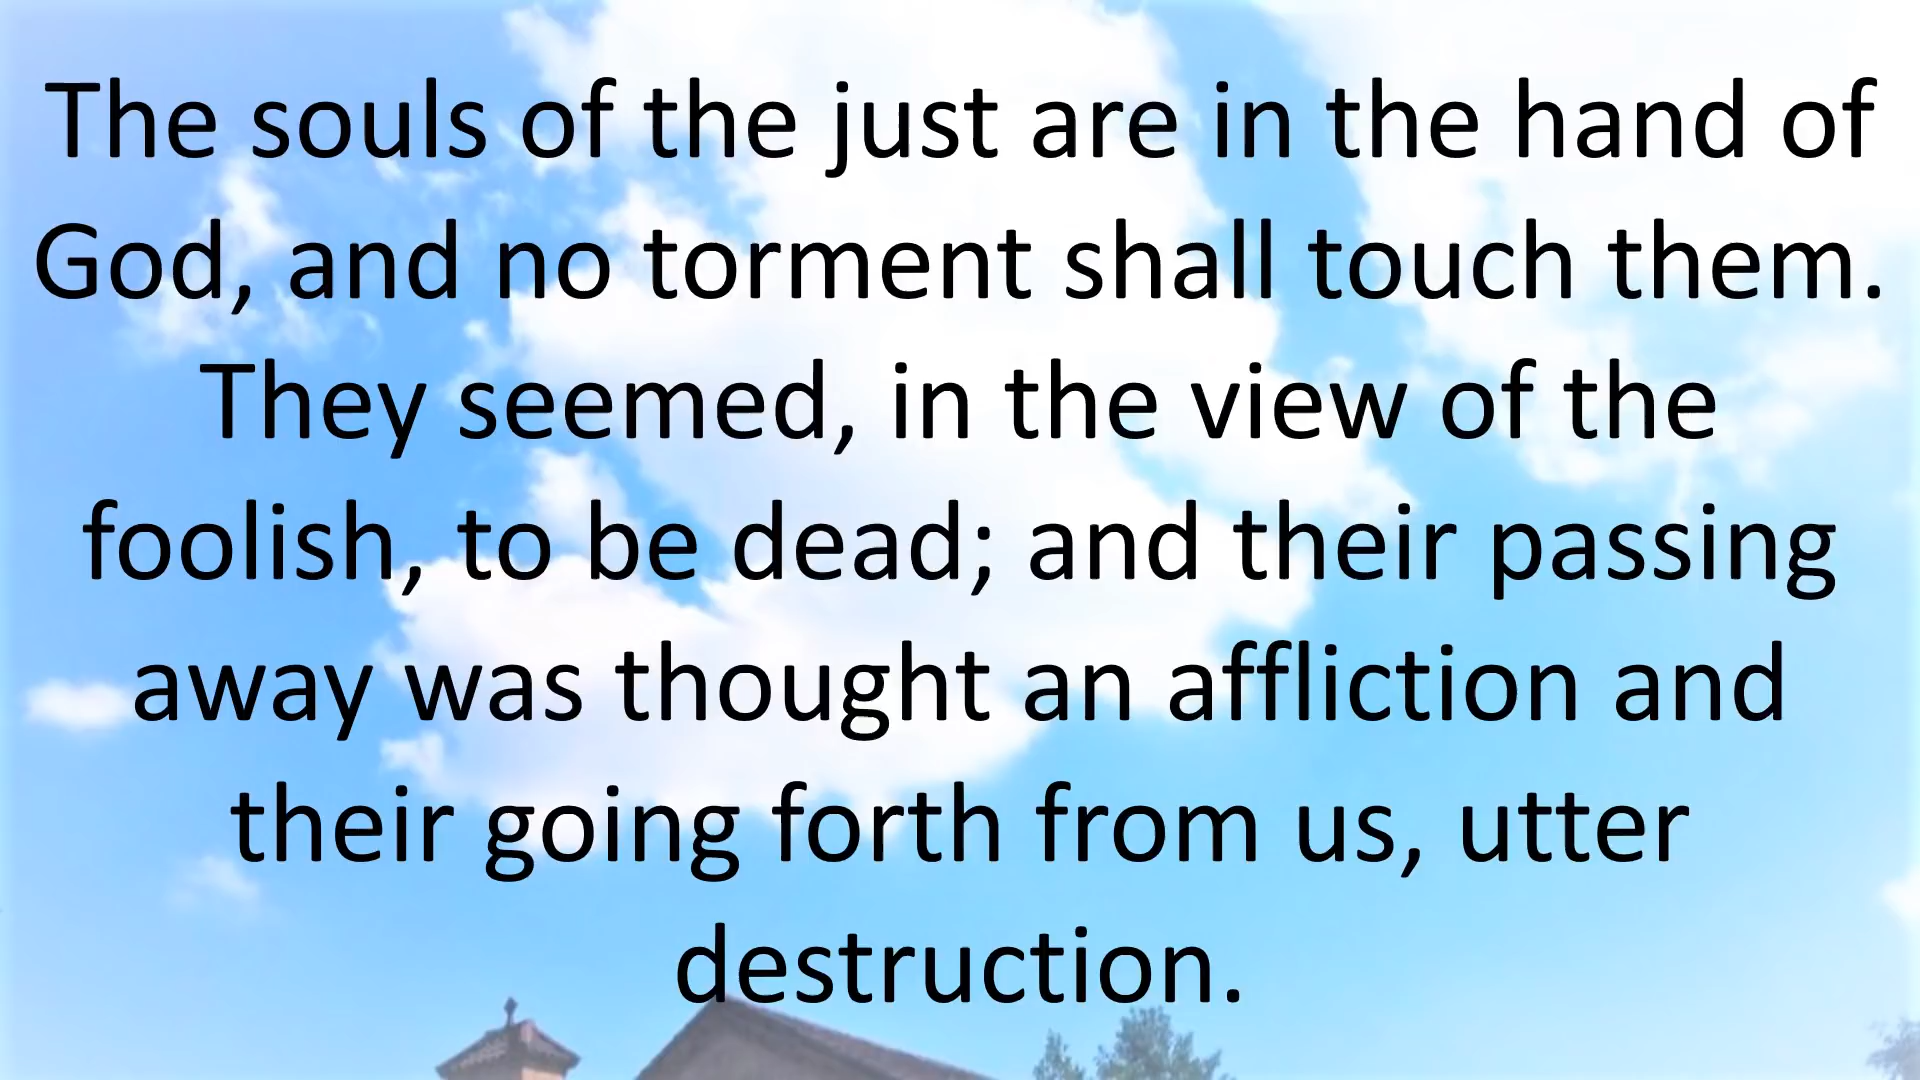 The souls of the just are in the hand of
God, and no torment shall touch them.
They seemed, in the view of the
foolish, to be dead; and their passing
away was thought an affliction and
their going forth from us, utter
destruction.